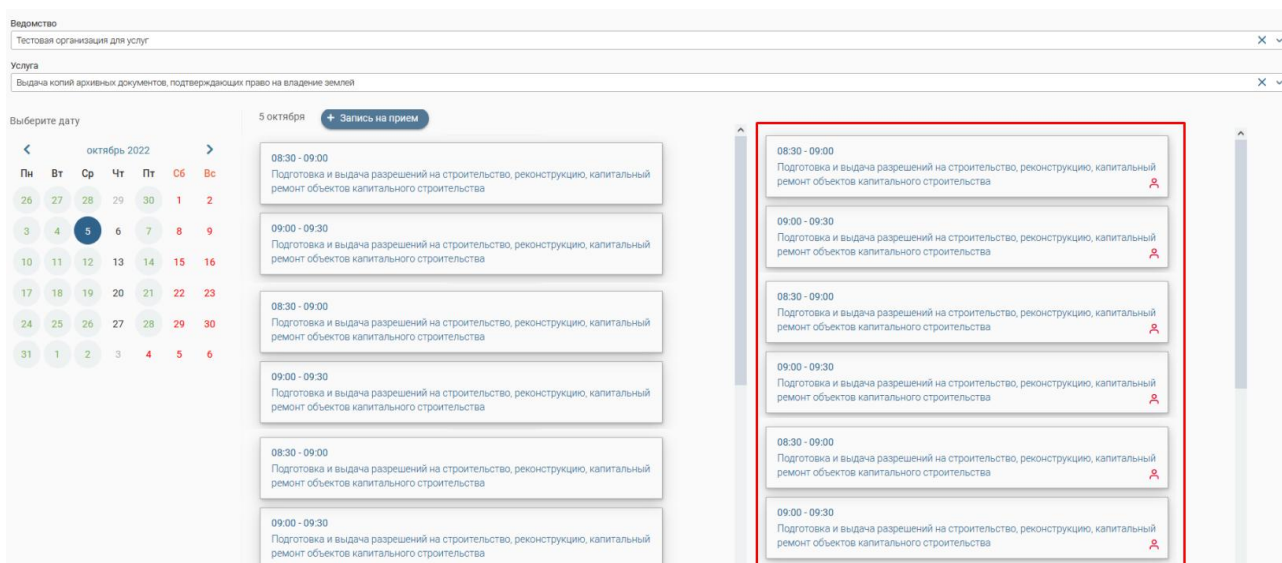 Ведомство
Тестовая организация для услуг
Услуга
Выдача копий архивных документов, подтверждающих право на владение землей
Выберите дату
октябрь 2022
Пн Вт Ср Чт Пт Сб Вс
26 27 28 29 30 1 2
3 4 5 6 7 8 9
10 11 12 13 14 15 16
17 18 19 20 21 22 23
24 25 26 27 28 29 30
31 1 2 3 4 5 6
5 октября + Запись на прием
08:30 - 09:00
Подготовка и выдача разрешений на строительство, реконструкцию, капитальный
ремонт объектов капитального строительства
09:00 - 09:30
Подготовка и выдача разрешений на строительство, реконструкцию, капитальный
ремонт объектов капитального строительства
08:30 - 09:00
Подготовка и выдача разрешений на строительство, реконструкцию, капитальный
ремонт объектов капитального строительства
09:00 - 09:30
Подготовка и выдача разрешений на строительство, реконструкцию, капитальный
ремонт объектов капитального строительства
08:30 - 09:00
Подготовка и выдача разрешений на строительство, реконструкцию, капитальный
ремонт объектов капитального строительства
09:00 - 09:30
Подготовка и выдача разрешений на строительство, реконструкцию, капитальный
ремонт объектов капитального строительства
08:30 - 09:00
Подготовка и выдача разрешений на строительство, реконструкцию, капитальный
ремонт объектов капитального строительства
09:00 - 09:30
Подготовка и выдача разрешений на строительство, реконструкцию, капитальный
ремонт объектов капитального строительства
08:30 - 09:00
Подготовка и выдача разрешений на строительство, реконструкцию, капитальный
ремонт объектов капитального строительства
09:00 - 09:30
Подготовка и выдача разрешений на строительство, реконструкцию, капитальный
ремонт объектов капитального строительства
08:30 - 09:00
Подготовка и выдача разрешений на строительство, реконструкцию, капитальный
ремонт объектов капитального строительства
09:00 - 09:30
Подготовка и выдача разрешений на строительство, реконструкцию, капитальный
ремонт объектов капитального строительства